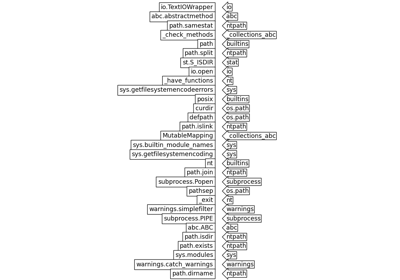 io.TextIOWrapper io
abc.abstractmethod abc
path.samestat ntpath
_check_methods _collections_abc
path builtins
path.split ntpath
st.S_ISDIR stat
io.open io
_have_functions nt
sys.getfilesystemencodeerrors sys
posix builtins
curdir os.path
defpath os.path
path.islink ntpath
MutableMapping _collections_abc
sys.builtin_module_names sys
sys.getfilesystemencoding sys
nt builtins
path.join ntpath
subprocess.Popen subprocess
pathsep os.path
_exit nt
warnings.simplefilter warnings
subprocess.PIPE subprocess
abc.ABC abc
path.isdir ntpath
path.exists ntpath
sys.modules sys
warnings.catch_warnings warnings
path.dirname ntpath